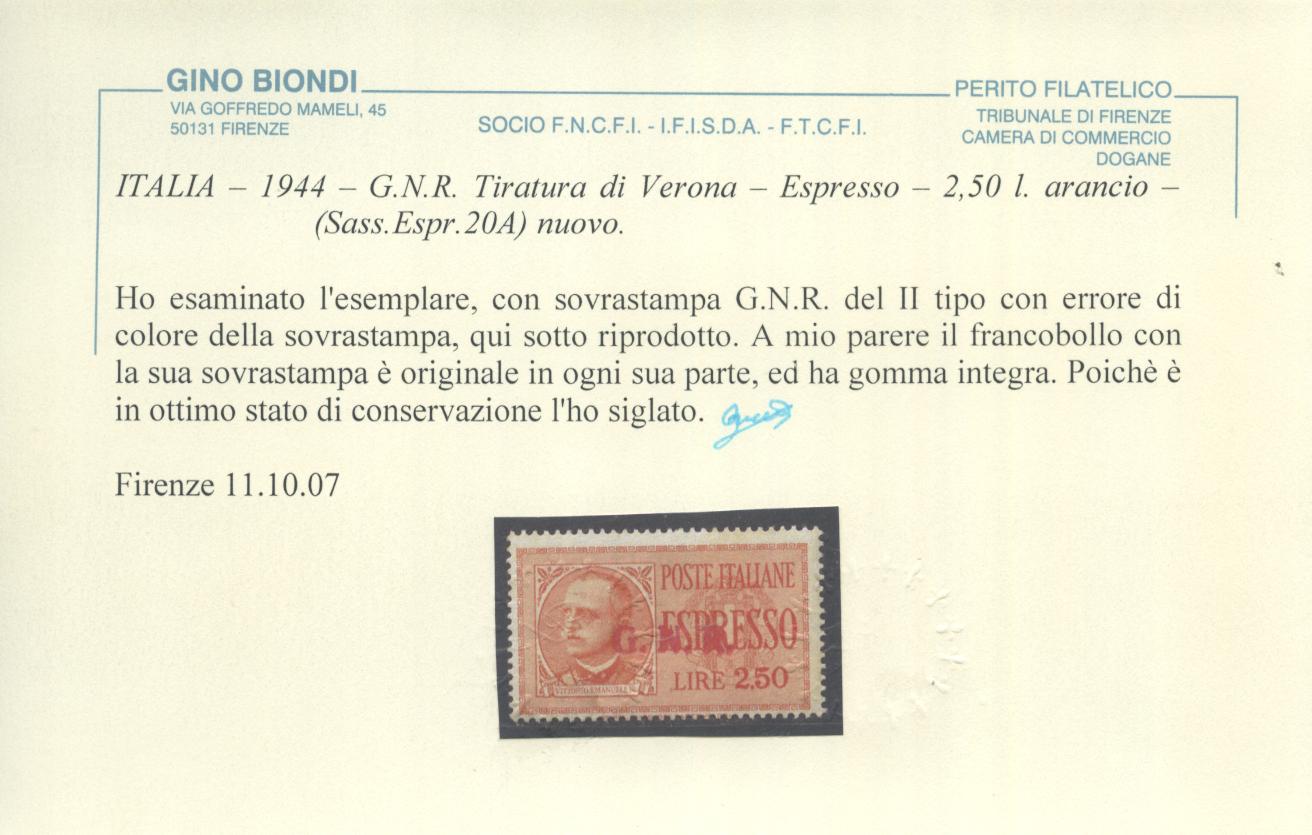 GINO BIONDI
VIA GOFFREDO MAMELI, 45
50131 FIRENZE
SOCIO F.N.C.F.I. - I.F.I.S.D.A. - F.T.C.F.I.
PERITO FILATELICO
TRIBUNALE DI FIRENZE
CAMERA DI COMMERCIO
DOGANE
ITALIA – 1944 – G.N.R. Tiratura di Verona – Espresso – 2,50 l. arancio –
(Sass.Espr.20A) nuovo.
Ho esaminato l'esemplare, con sovrastampa G.N.R. del II tipo con errore di
colore della sovrastampa, qui sotto riprodotto. A mio parere il francobollo con
la sua sovrastampa è originale in ogni sua parte, ed ha gomma integra. Poichè è
in ottimo stato di conservazione l'ho siglato.
Firenze 11.10.07
POSTE ITALIANE
ESPRESSO
G. N. R.
LIRE 2.50
VITTORIO EMANUELE